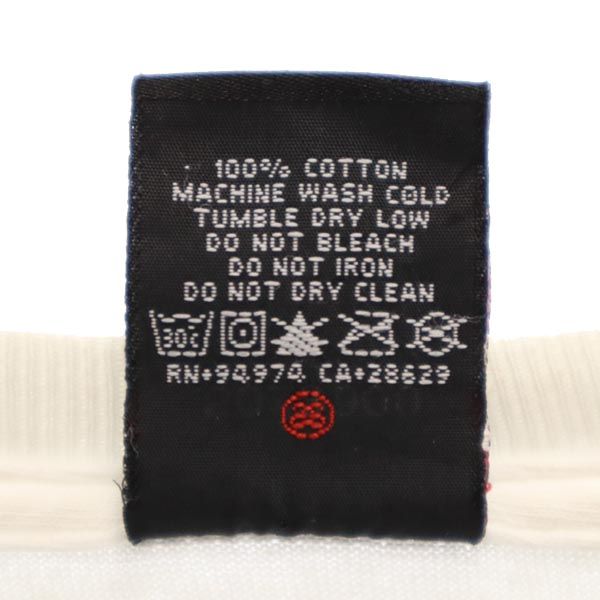 100% COTTON
MACHINE WASH COLD
TUMBLE DRY LOW
DO NOT BLEACH
DO NOT IRON
DO NOT DRY CLEAN
30C
RN+94974 CA+28629